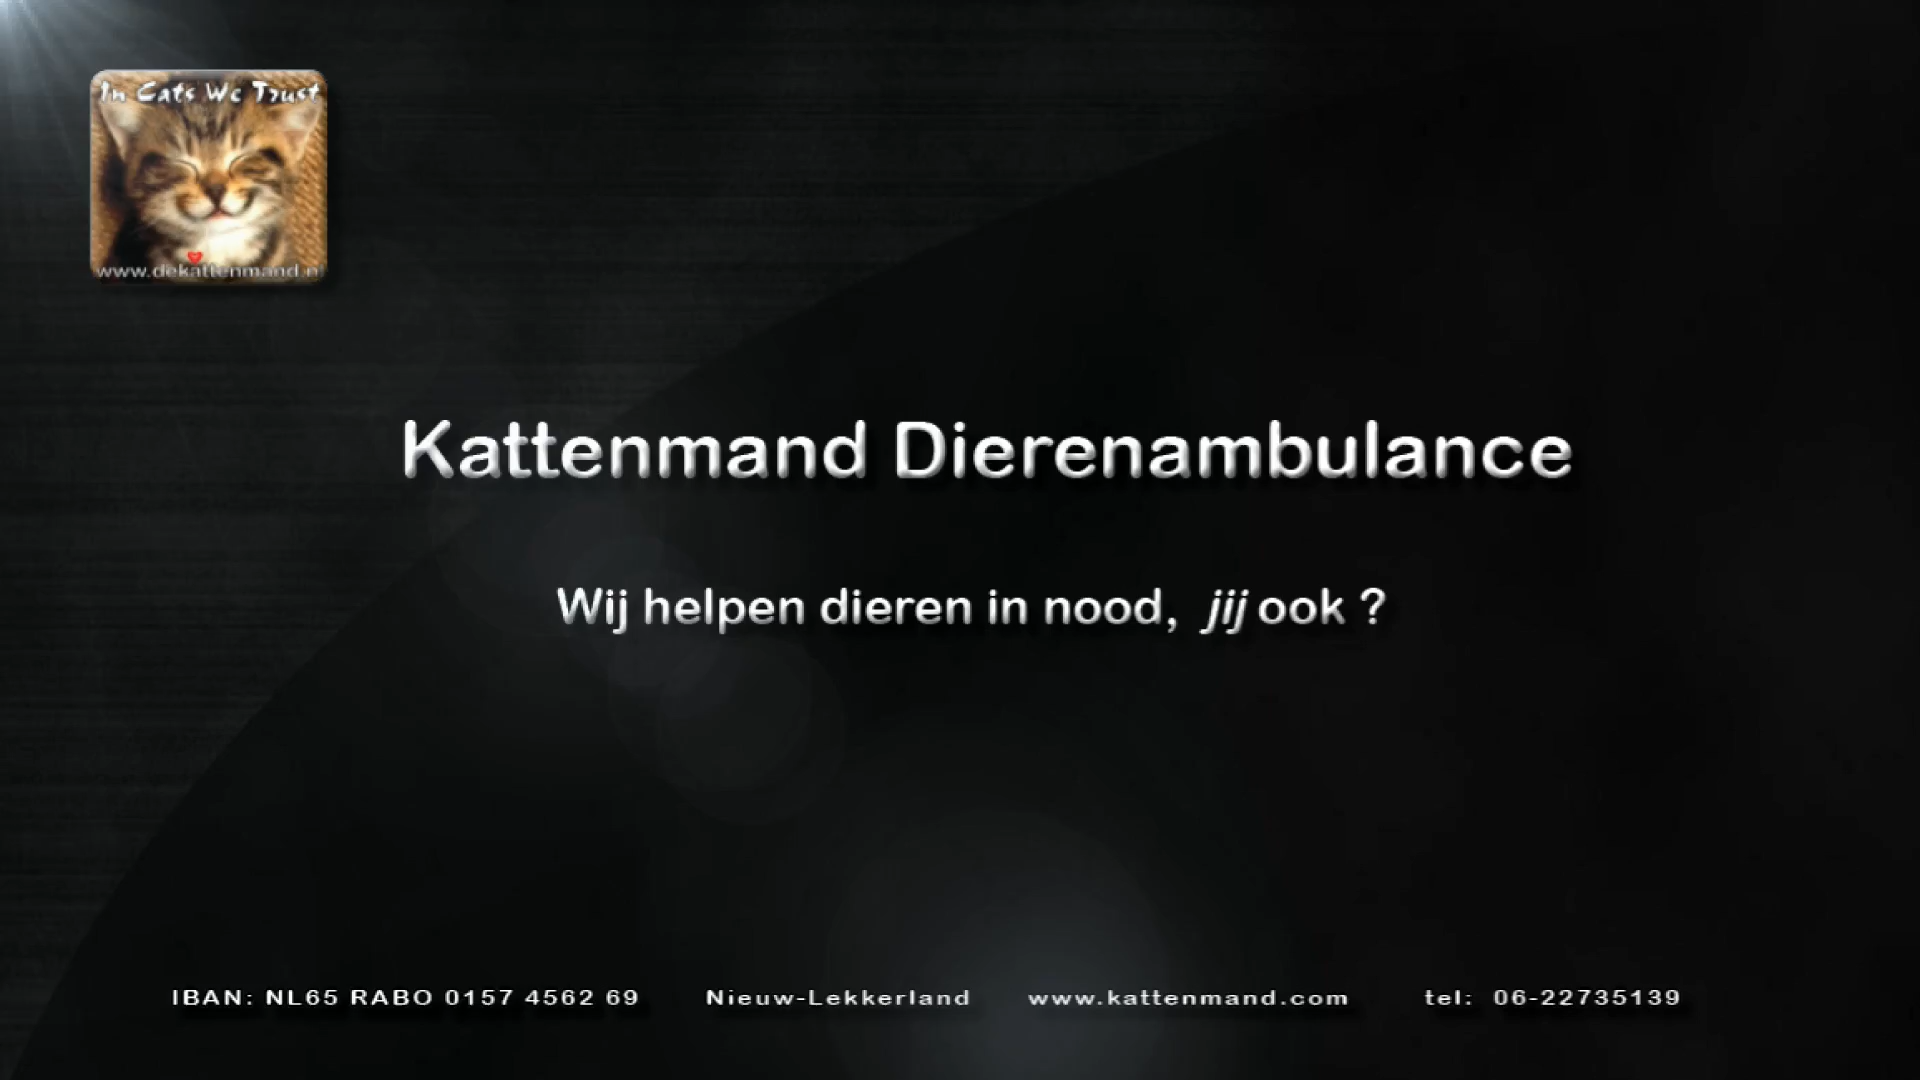 In Cats We Trust
www.dekattenmand.nl
Kattenmand Dierenambulance
Wij helpen dieren in nood, jij ook ?
IBAN: NL65 RABO 0157 4562 69 Nieuw-Lekkerland www.kattenmand.com tel: 06-22735139